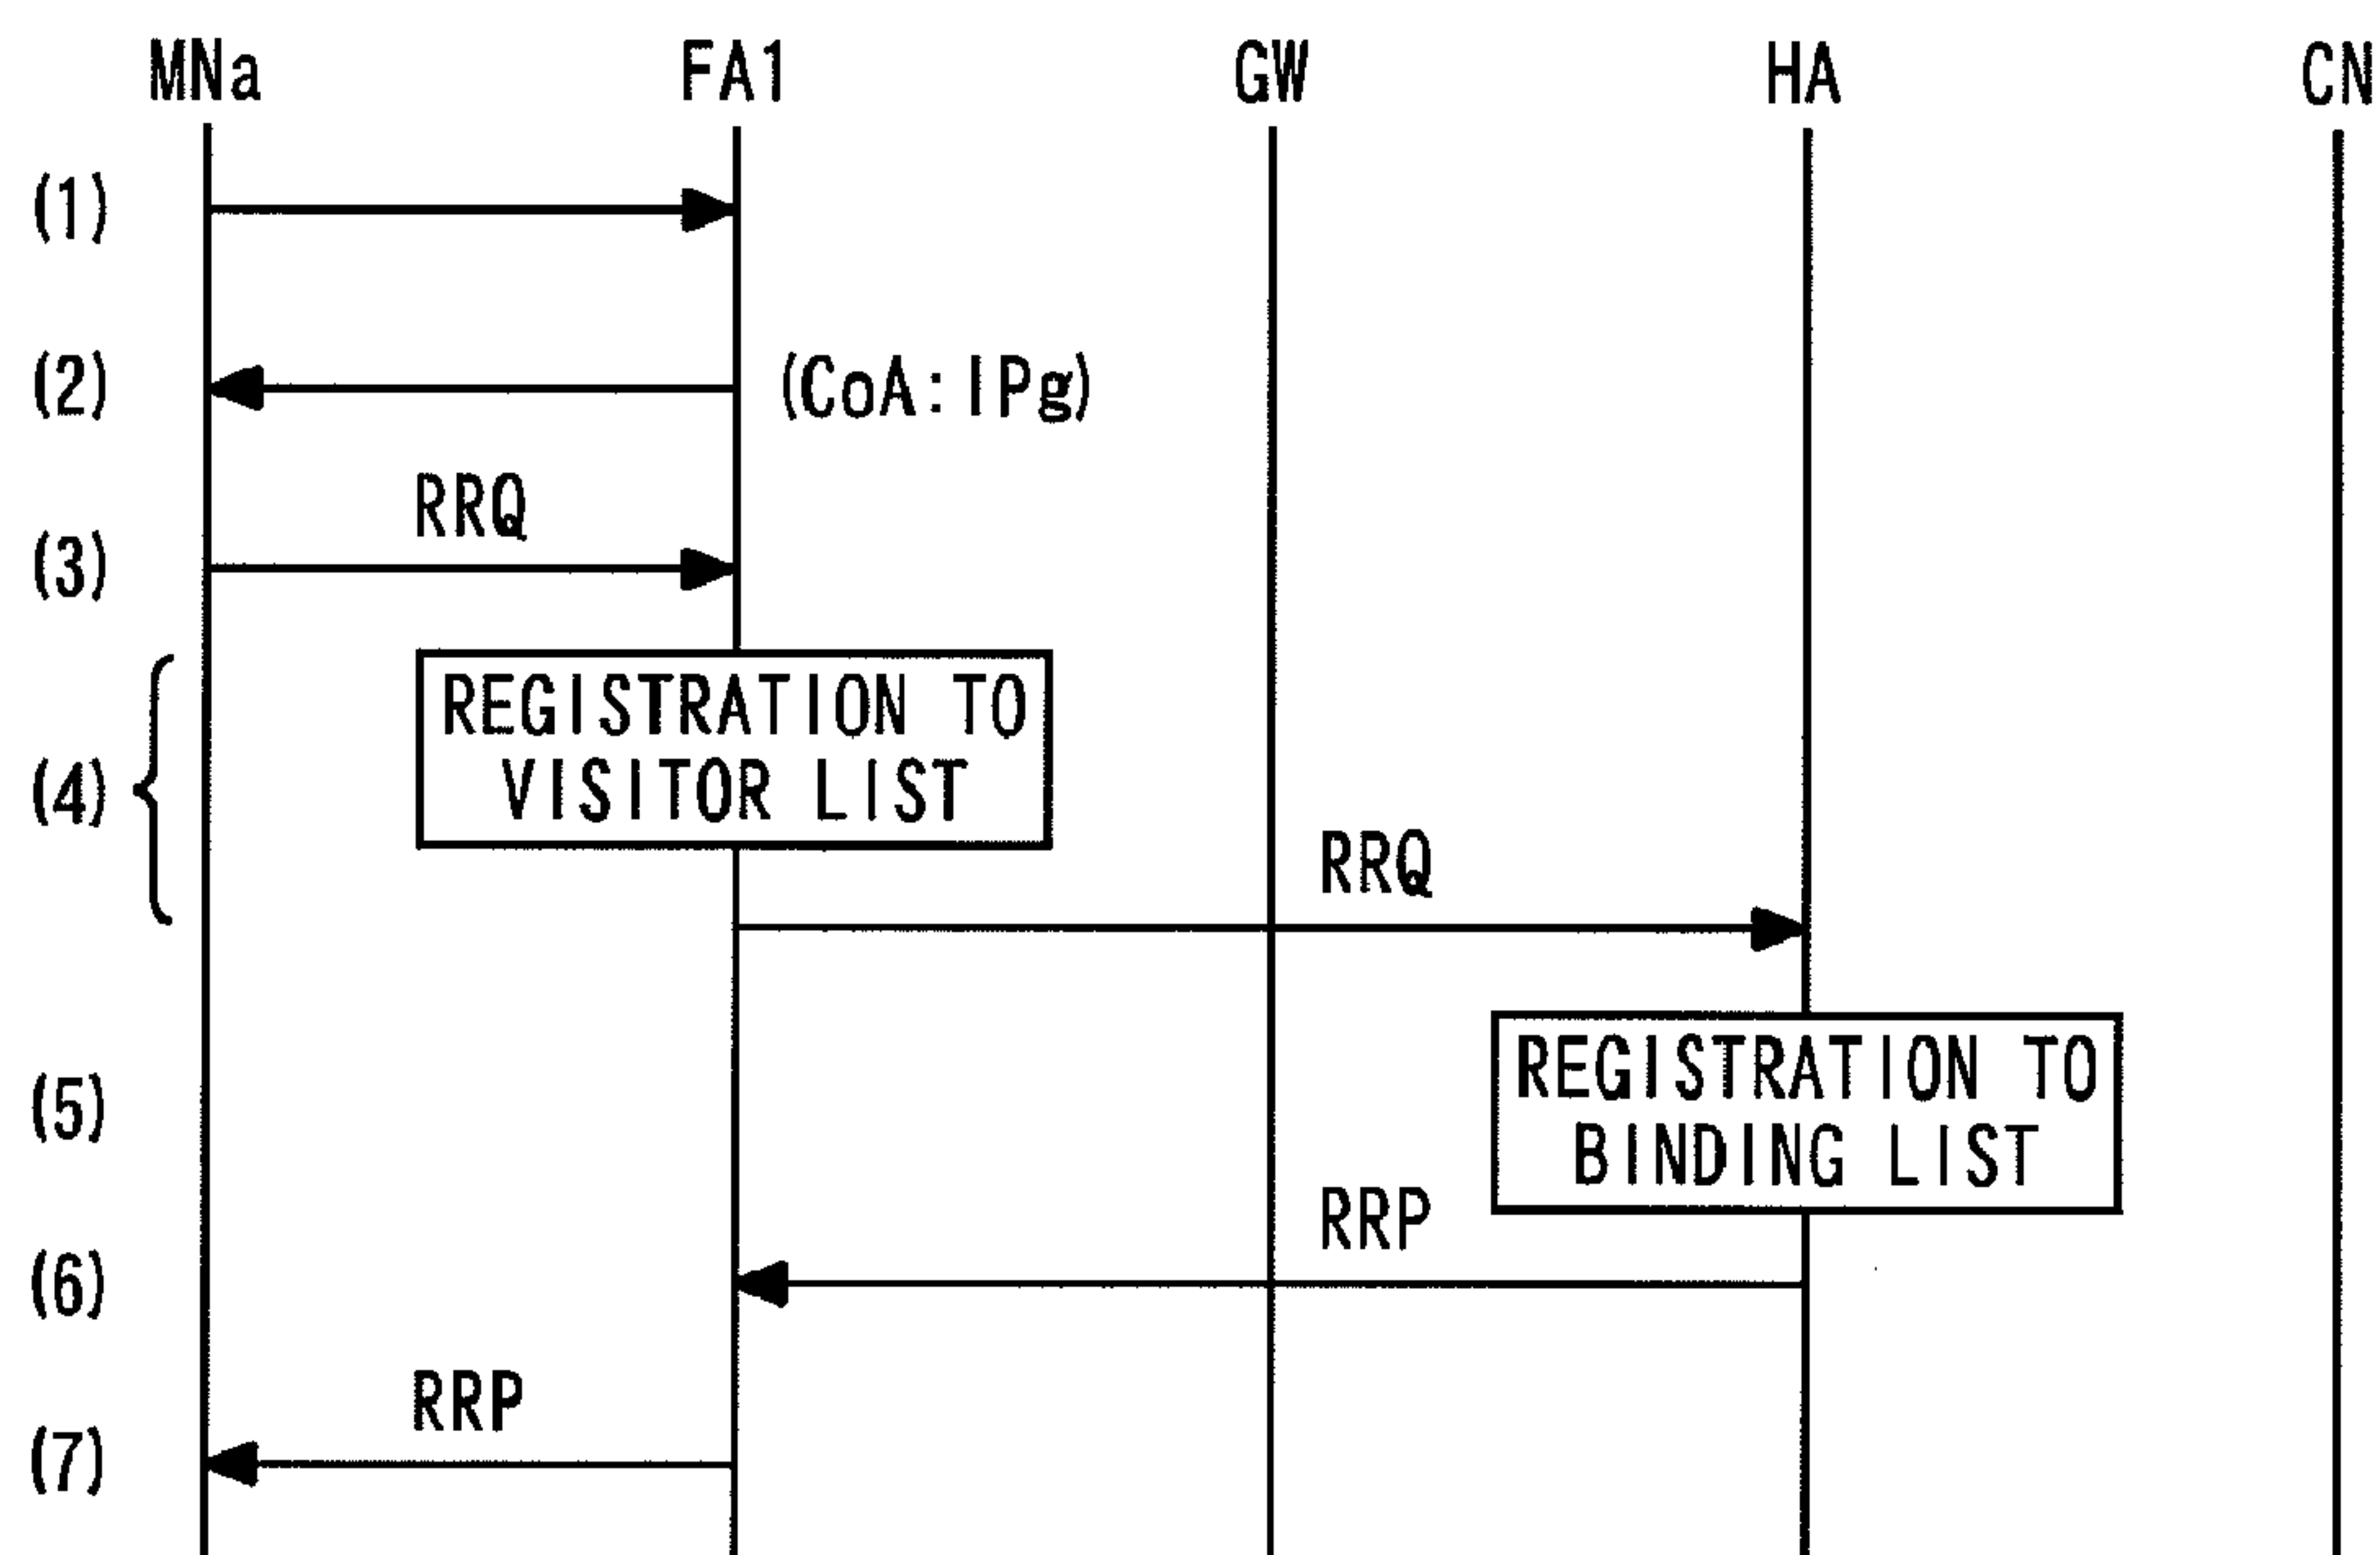 MNa FA1 GW HA CN
(1)
(2) (CoA:IPg)
RRQ
(3)
REGISTRATION TO
(4) VISITOR LIST
RRQ
REGISTRATION TO
(5)
BINDING LIST
RRP
(6)
RRP
(7)